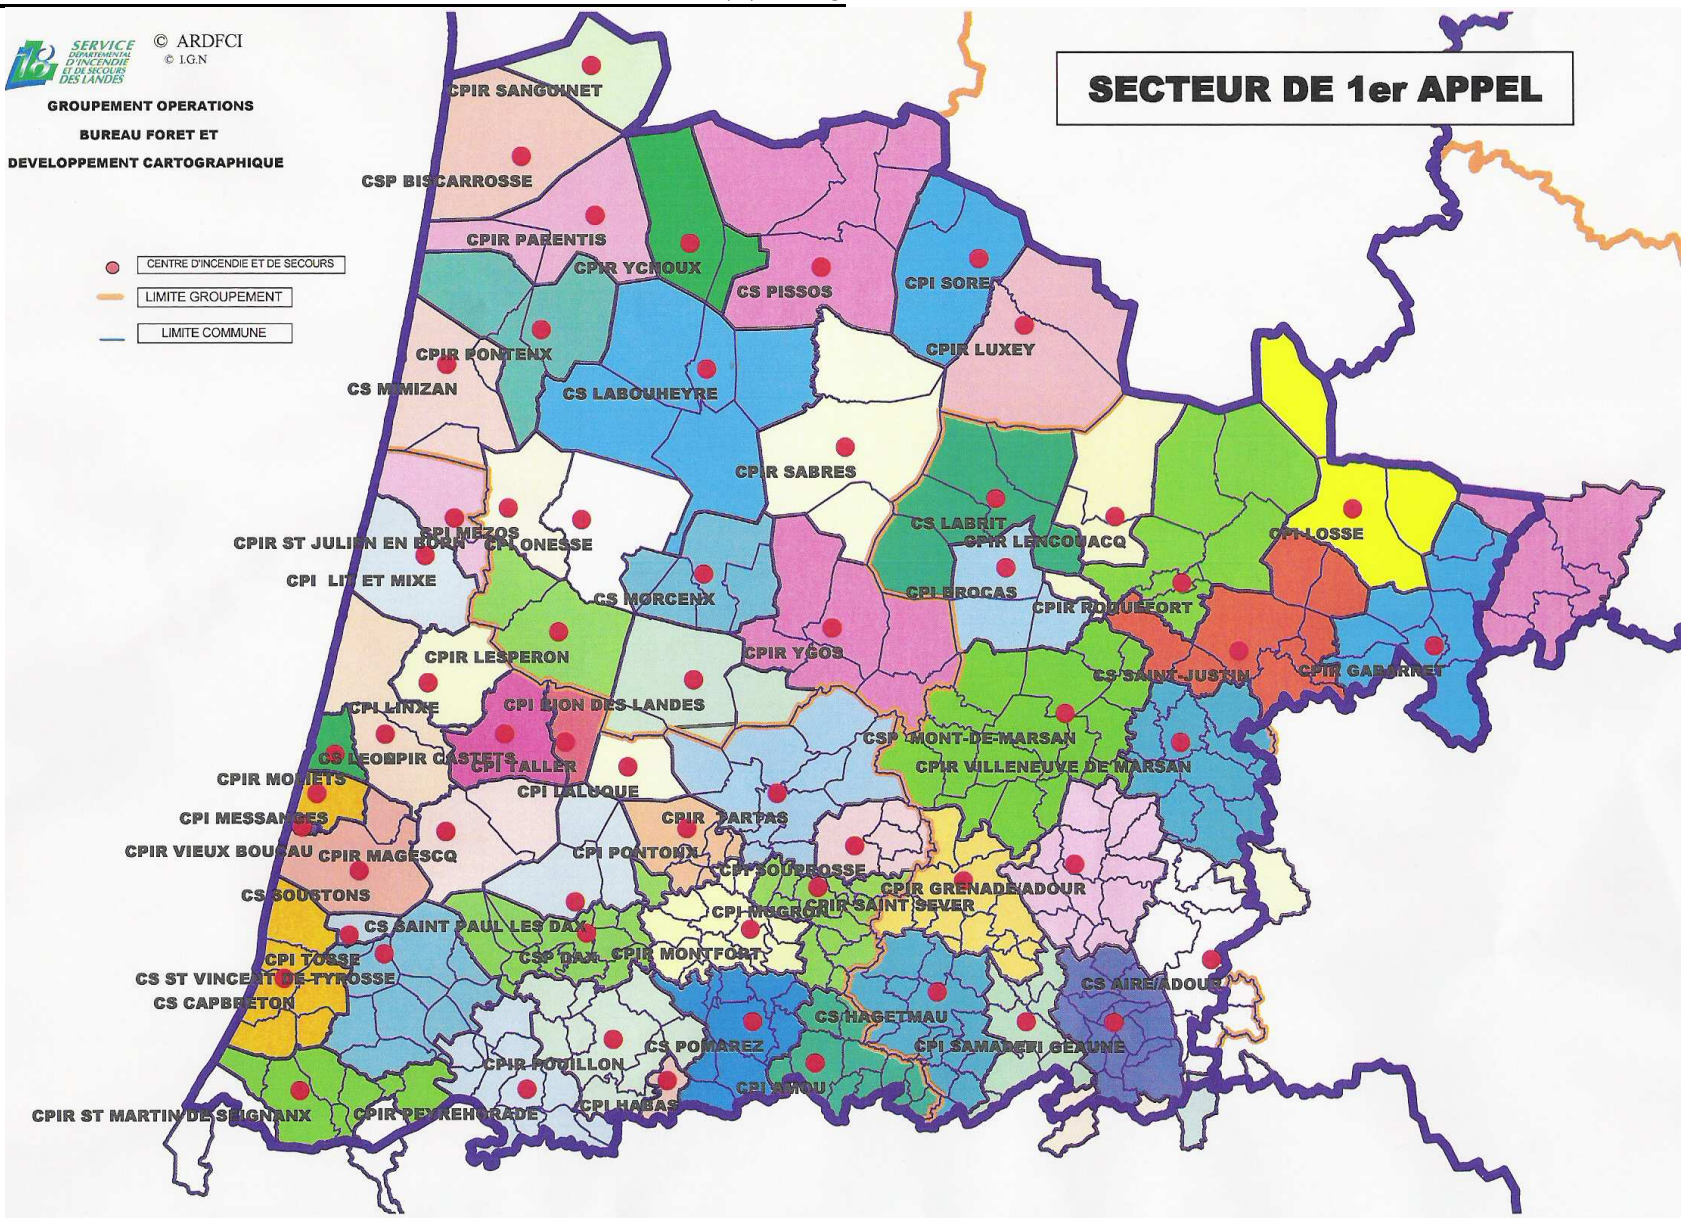 SERVICE
DÉPARTEMENTAL
D'INCENDIE
ET DE SECOURS
DES LANDES
© ARDFCI
© I.G.N
GROUPEMENT OPERATIONS
BUREAU FORET ET
DEVELOPPEMENT CARTOGRAPHIQUE
SECTEUR DE 1er APPEL
CENTRE D'INCENDIE ET DE SECOURS
LIMITE GROUPEMENT
LIMITE COMMUNE
CPIR SANGUINET
CSP BISCARROSSE
CPIR PARENTIS
CPIR YCHOUX
CS PISSOS
CPI SORE
CPIR LUXEY
CPIR PONTENX
CS MIMIZAN
CS LABOUHEYRE
CPIR SABRES
CS LABRIT
CPI MEZOS
CPI ONESSE
CPIR ST JULIEN EN BORN
CPIR LENCOUACQ
CPI LOSSE
CPI LIT ET MIXE
CS MORCENX
CPI BROCAS
CPIR ROQUEFORT
CPIR LESPERON
CPIR YGOS
CS SAINT-JUSTIN
CPIR GABARRET
CPI LINXE
CPI RION DES LANDES
CSP MONT-DE-MARSAN
CS LEON
CPIR CASTETS
CPI TALLER
CPIR VILLENEUVE DE MARSAN
CPIR MOLIETS
CPI LALUQUE
CPI MESSANGES
CPIR TARTAS
CPIR VIEUX BOUCAU
CPIR MAGESCQ
CPI PONTONX
CPI SOUPROSSE
CS SOUSTONS
CPIR GRENADE/ADOUR
CPI MUGRON
CPIR SAINT SEVER
CS SAINT PAUL LES DAX
CPI TOSSE
CSP DAX
CPIR MONTFORT
CS ST VINCENT DE TYROSSE
CS CAPBRETON
CS AIRE/ADOUR
CS HAGETMAU
CS POMAREZ
CPI SAMADET
CPI GEAUNE
CPIR POUILLON
CPI AMOU
CPI HABAS
CPIR ST MARTIN DE SEIGNANX
CPIR PEYREHORADE